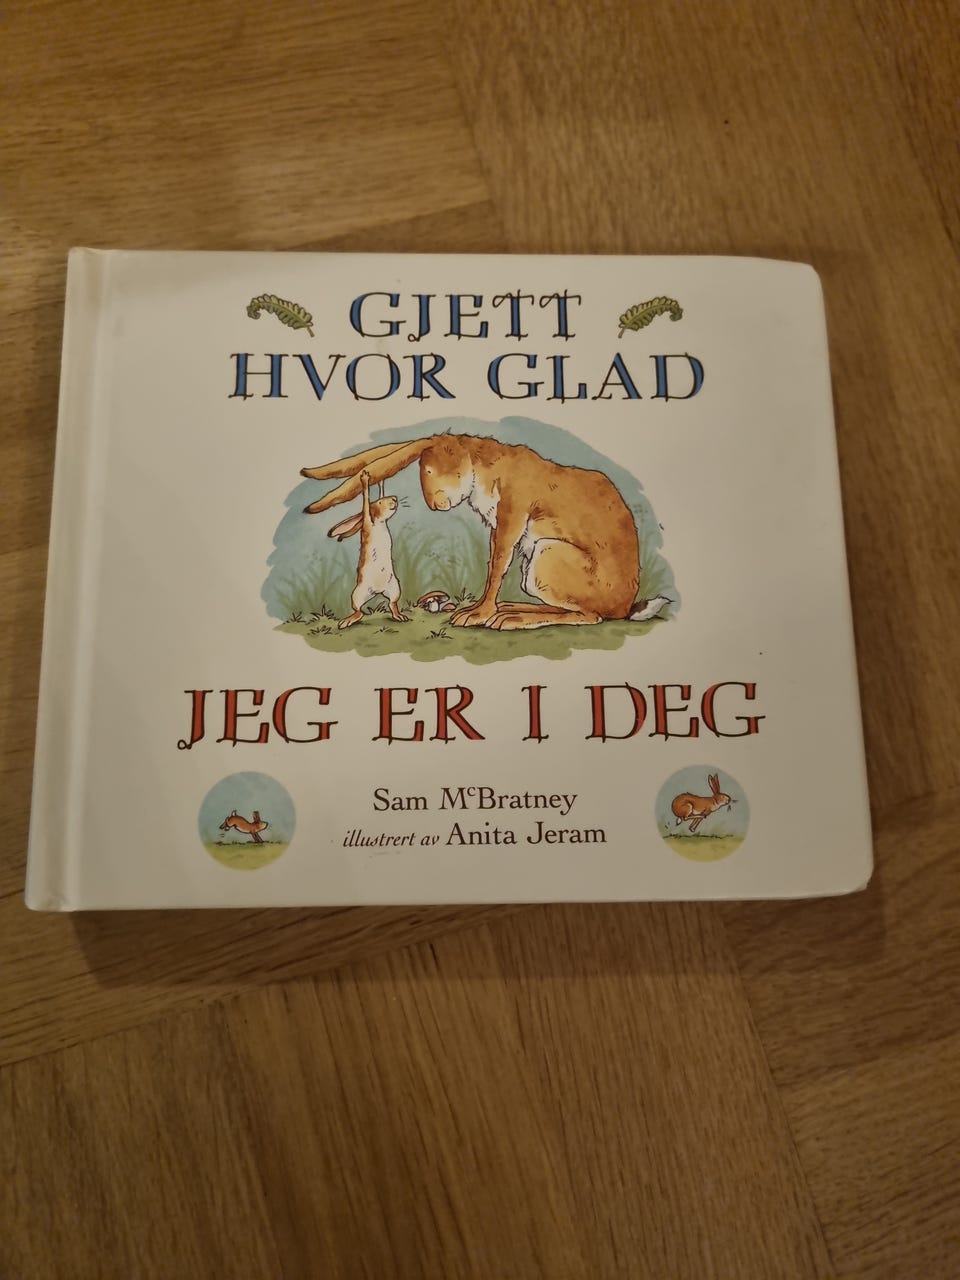 GJETT
HVOR GLAD
JEG ER I DEG
Sam McBratney
illustrert av Anita Jeram